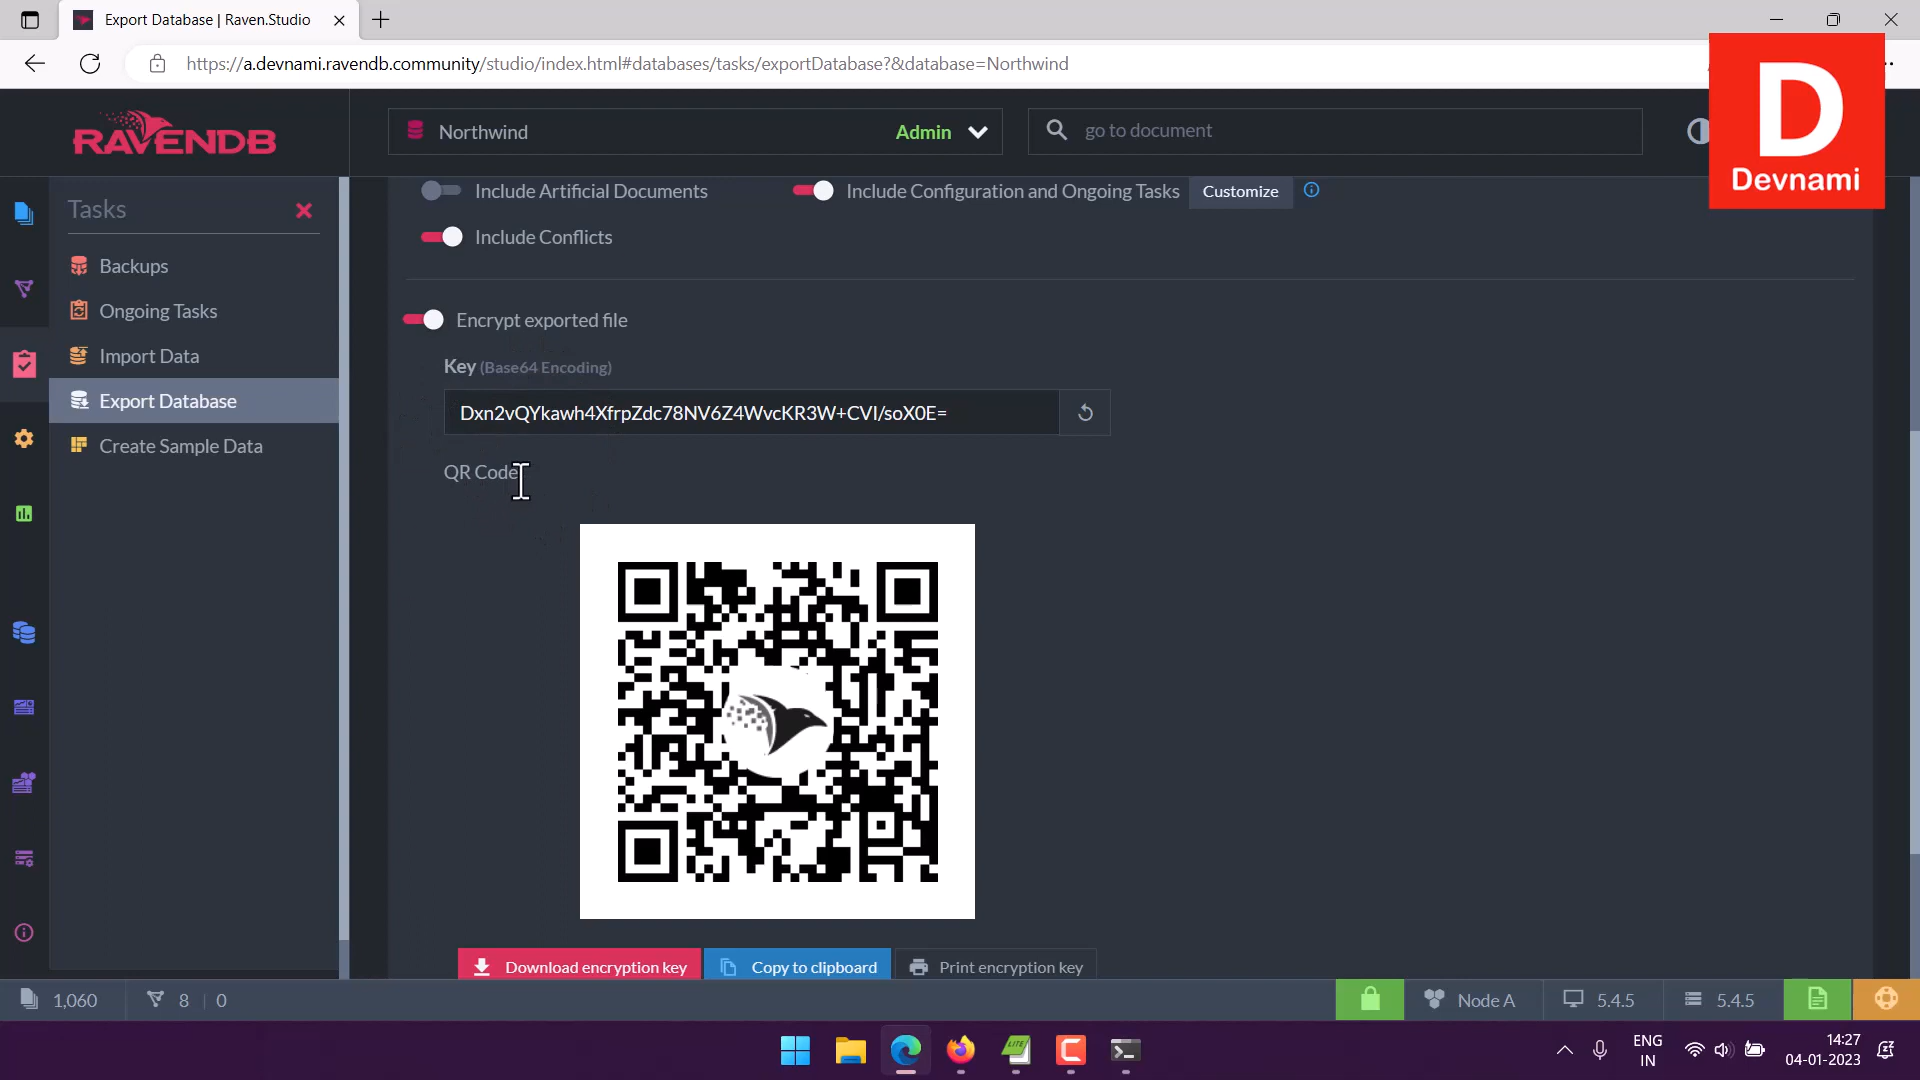 Export Database | Raven.Studio
https://a.devnami.ravendb.community/studio/index.html#databases/tasks/exportDatabase?&database=Northwind
D
Devnami
RAVENDB
Northwind
Admin
go to document
Tasks
Backups
Ongoing Tasks
Import Data
Export Database
Create Sample Data
Include Artificial Documents
Include Configuration and Ongoing Tasks
Customize
Include Conflicts
Encrypt exported file
Key (Base64 Encoding)
Dxn2vQYkawh4XfrpZdc78NV6Z4WvcKR3W+CVI/soX0E=
QR Code
Download encryption key
Copy to clipboard
Print encryption key
1,060
8 | 0
Node A
5.4.5
5.4.5
LITE
C
ENG
IN
14:27
04-01-2023